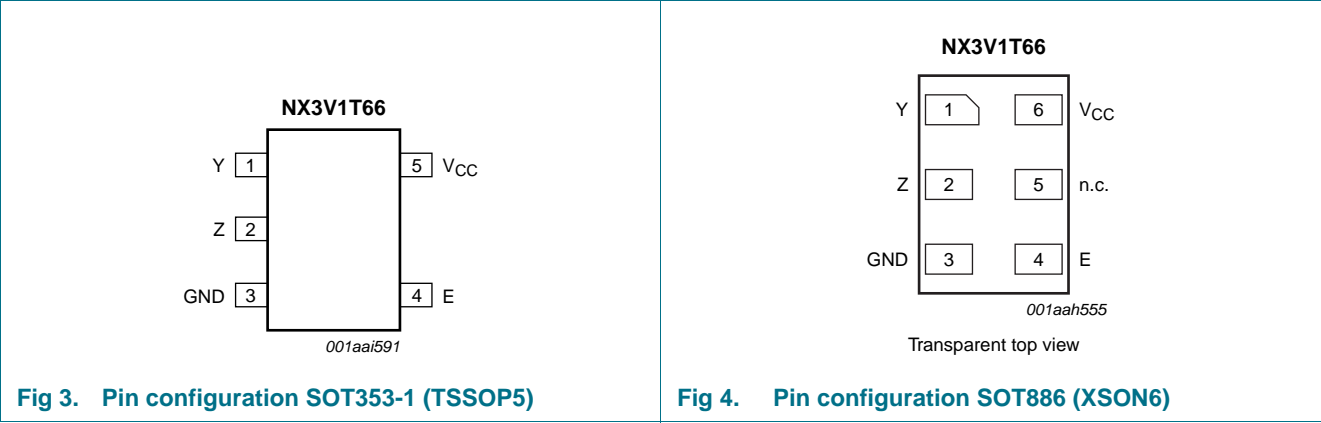 NX3V1T66
Y 1
5 VCC
Z 2
GND 3
4 E
001aai591
Fig 3. Pin configuration SOT353-1 (TSSOP5)
NX3V1T66
Y 1 6 VCC
Z 2 5 n.c.
GND 3 4 E
001aah555
Transparent top view
Fig 4. Pin configuration SOT886 (XSON6)